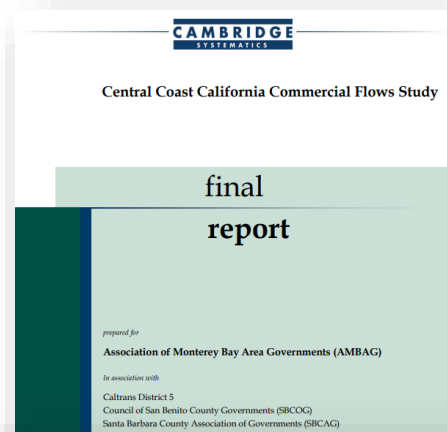 CAMBRIDGE
SYSTEMATICS
Central Coast California Commercial Flows Study
final
report
prepared for
Association of Monterey Bay Area Governments (AMBAG)
In association with
Caltrans District 5
Council of San Benito County Governments (SBCOG)
Santa Barbara County Association of Governments (SBCAG)